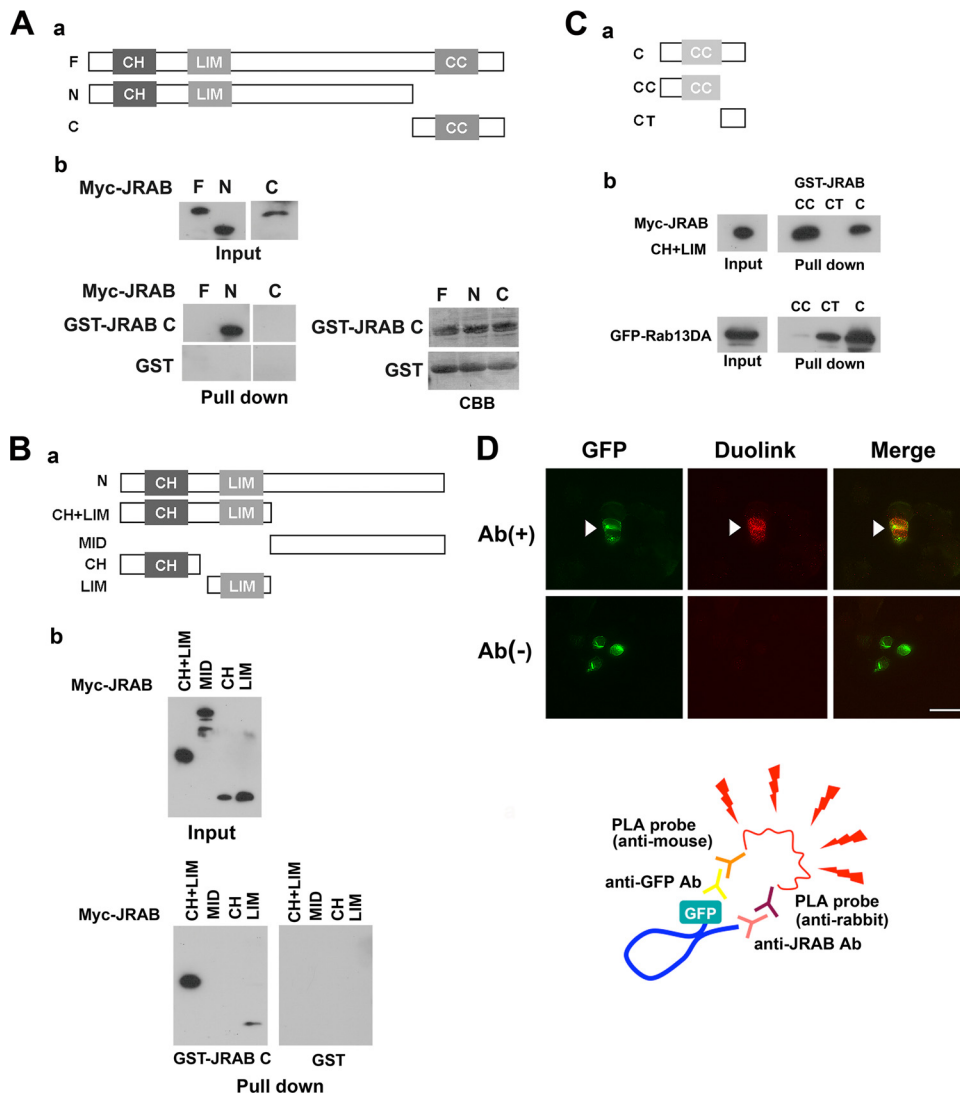 A
a
F CH LIM CC
N CH LIM
C CC
b
Myc-JRAB F N C
Input
Myc-JRAB F N C
GST-JRAB C
GST
Pull down
F N C
GST-JRAB C
GST
CBB
B
a
N CH LIM
CH+LIM CH LIM
MID
CH CH
LIM LIM
b
Myc-JRAB CH+LIM MID CH LIM
Input
Myc-JRAB CH+LIM MID CH LIM CH+LIM MID CH LIM
GST-JRAB C GST
Pull down
C
a
C CC
CC CC
CT
b
GST-JRAB
CC CT C
Myc-JRAB
CH+LIM
Input Pull down
CC CT C
GFP-Rab13DA
Input Pull down
D
GFP Duolink Merge
Ab(+)
Ab(-)
PLA probe
(anti-mouse)
anti-GFP Ab
GFP
PLA probe
(anti-rabbit)
anti-JRAB Ab